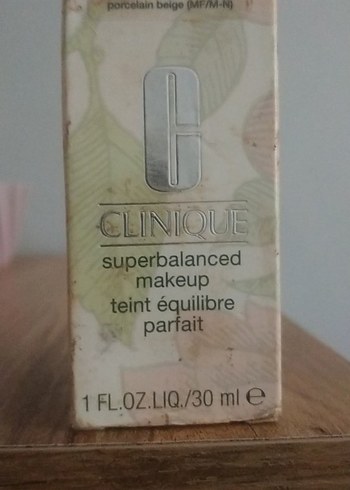 porcelain beige (MF/M-N)
C
CLINIQUE
superbalanced
makeup
teint équilibre
parfait
1 FL.OZ.LIQ./30 ml ℮